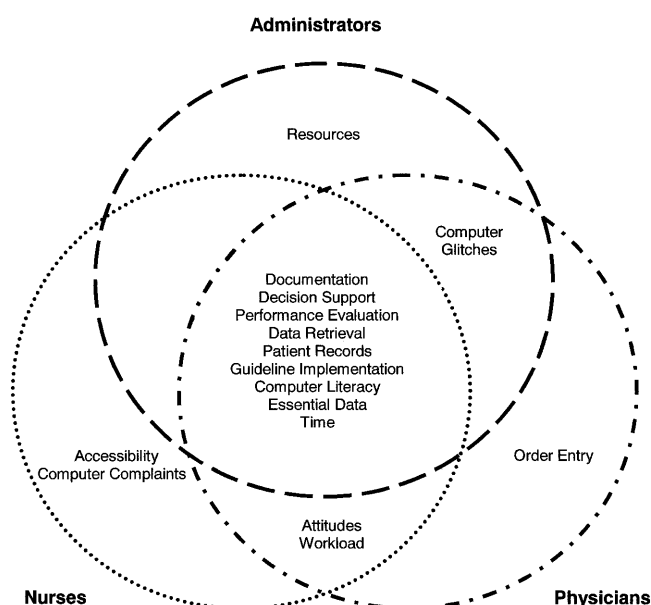 Administrators
Resources
Computer
Glitches
Documentation
Decision Support
Performance Evaluation
Data Retrieval
Patient Records
Guideline Implementation
Computer Literacy
Essential Data
Time
Accessibility
Computer Complaints
Order Entry
Attitudes
Workload
Nurses
Physicians